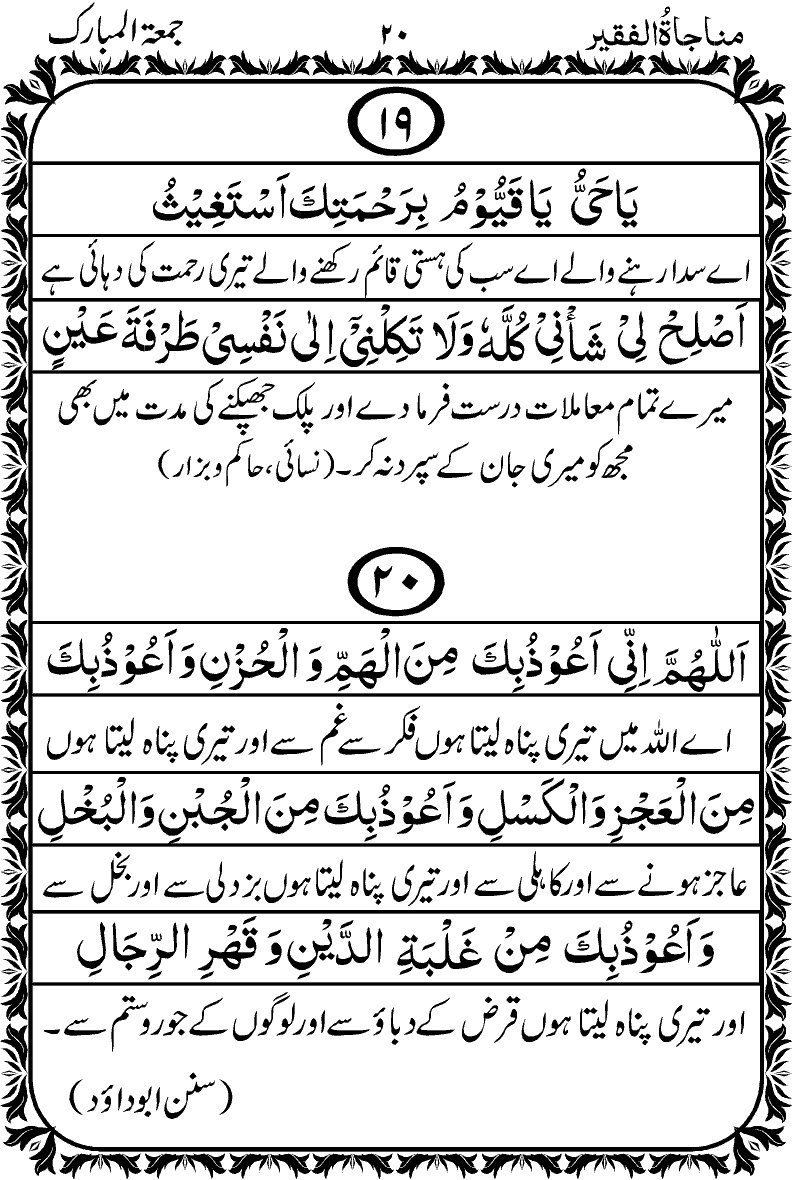 مناجاۃ الفقیر ۲۰ جمعۃ المبارک
۱۹
يَا حَىُّ يَا قَيُّوْمُ بِرَحْمَتِكَ اَسْتَغِيْثُ
اے سدا رہنے والے اے سب کی ہستی قائم رکھنے والے تیری رحمت کی دہائی ہے
اَصْلِحْ لِىْ شَأْنِىْ كُلَّهٗ وَلَا تَكِلْنِىْٓ اِلٰى نَفْسِىْ طَرْفَةَ عَيْنٍ
میرے تمام معاملات درست فرما دے اور پلک جھپکنے کی مدت میں بھی
مجھ کو میری جان کے سپرد نہ کر۔ (نسائی، حاکم و بزار)
۲۰
اَللّٰهُمَّ اِنِّى اَعُوْذُبِكَ مِنَ الْهَمِّ وَ الْحُزْنِ وَ اَعُوْذُبِكَ
اے اللہ میں تیری پناہ لیتا ہوں فکر سے غم سے اور تیری پناہ لیتا ہوں
مِنَ الْعَجْزِ وَالْكَسْلِ وَ اَعُوْذُبِكَ مِنَ الْجُبْنِ وَالْبُخْلِ
عاجز ہونے سے اور کاہلی سے اور تیری پناہ لیتا ہوں بزدلی سے اور بخل سے
وَ اَعُوْذُبِكَ مِنْ غَلْبَةِ الدَّيْنِ وَ قَهْرِ الرِّجَالِ
اور تیری پناہ لیتا ہوں قرض کے دباؤ سے اور لوگوں کے جور و ستم سے۔
(سنن ابوداؤد)